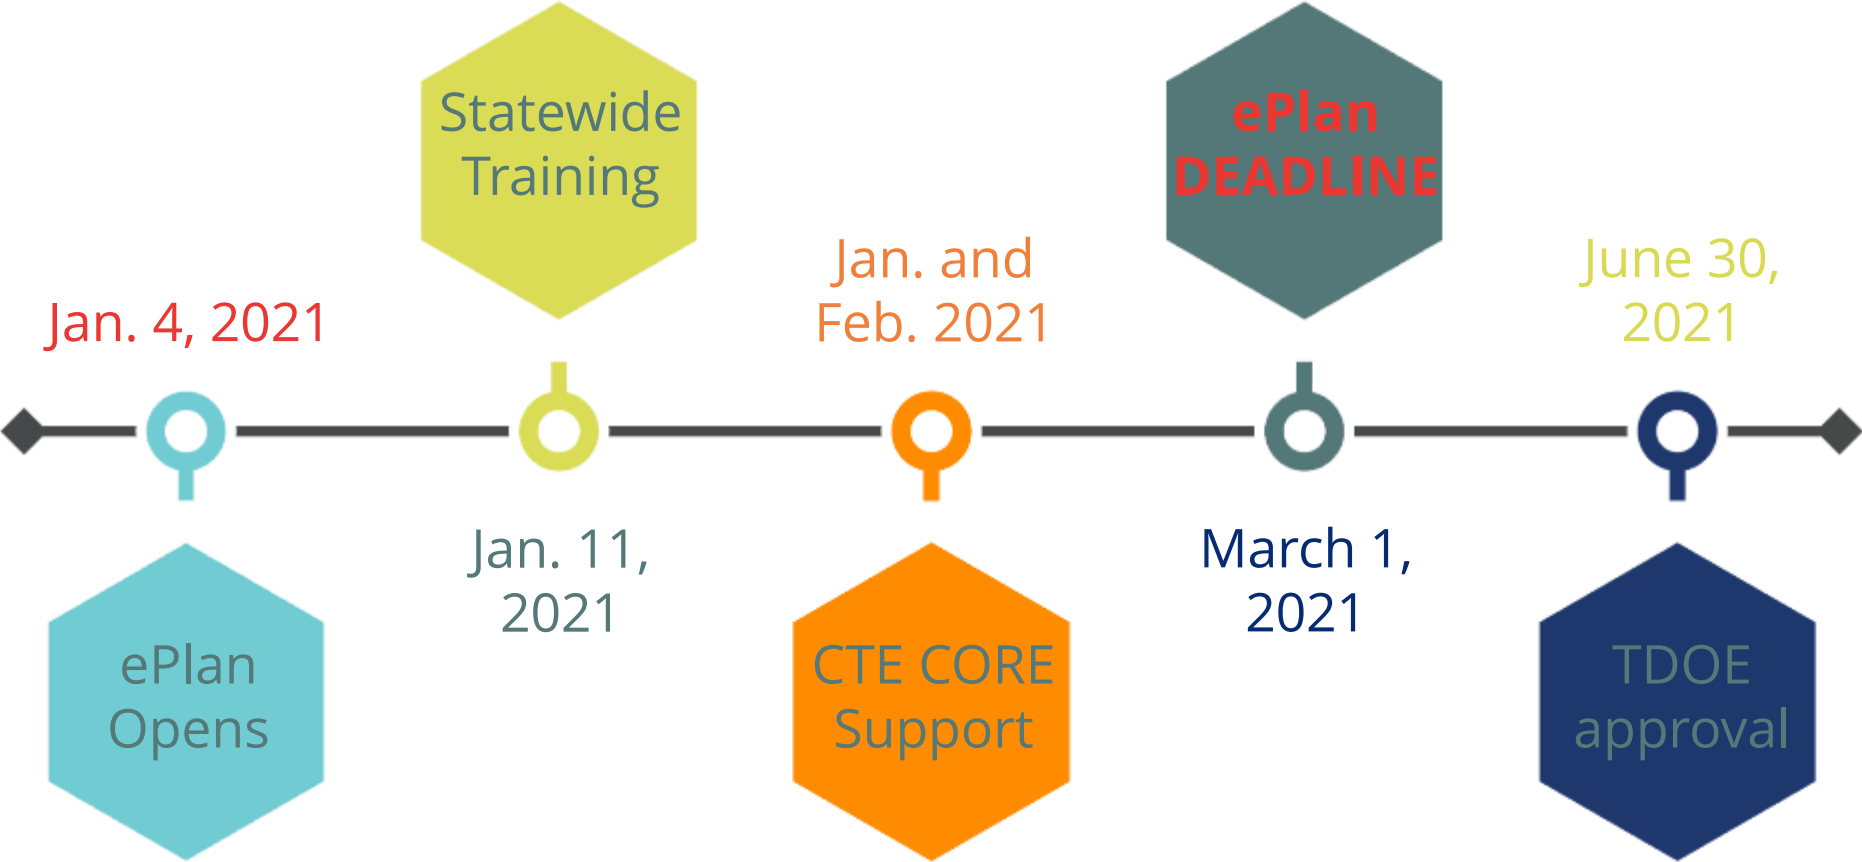 Jan. 4, 2021
ePlan
Opens
Statewide
Training
Jan. 11,
2021
Jan. and
Feb. 2021
CTE CORE
Support
ePlan
DEADLINE
March 1,
2021
June 30,
2021
TDOE
approval